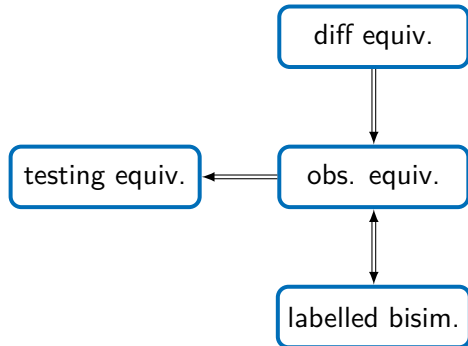 diff equiv.
testing equiv.
obs. equiv.
labelled bisim.